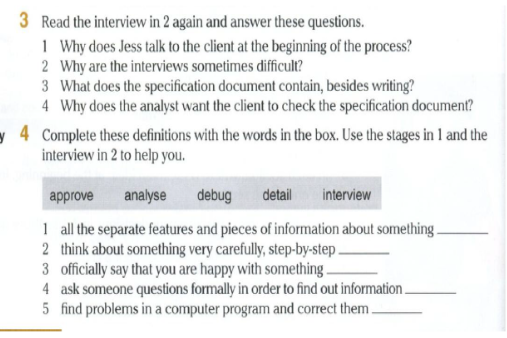 3 Read the interview in 2 again and answer these questions.
1 Why does Jess talk to the client at the beginning of the process?
2 Why are the interviews sometimes difficult?
3 What does the specification document contain, besides writing?
4 Why does the analyst want the client to check the specification document?
y 4 Complete these definitions with the words in the box. Use the stages in 1 and the
interview in 2 to help you.
approve analyse debug detail interview
1 all the separate features and pieces of information about something ________
2 think about something very carefully, step-by-step ________
3 officially say that you are happy with something ________
4 ask someone questions formally in order to find out information ________
5 find problems in a computer program and correct them ________